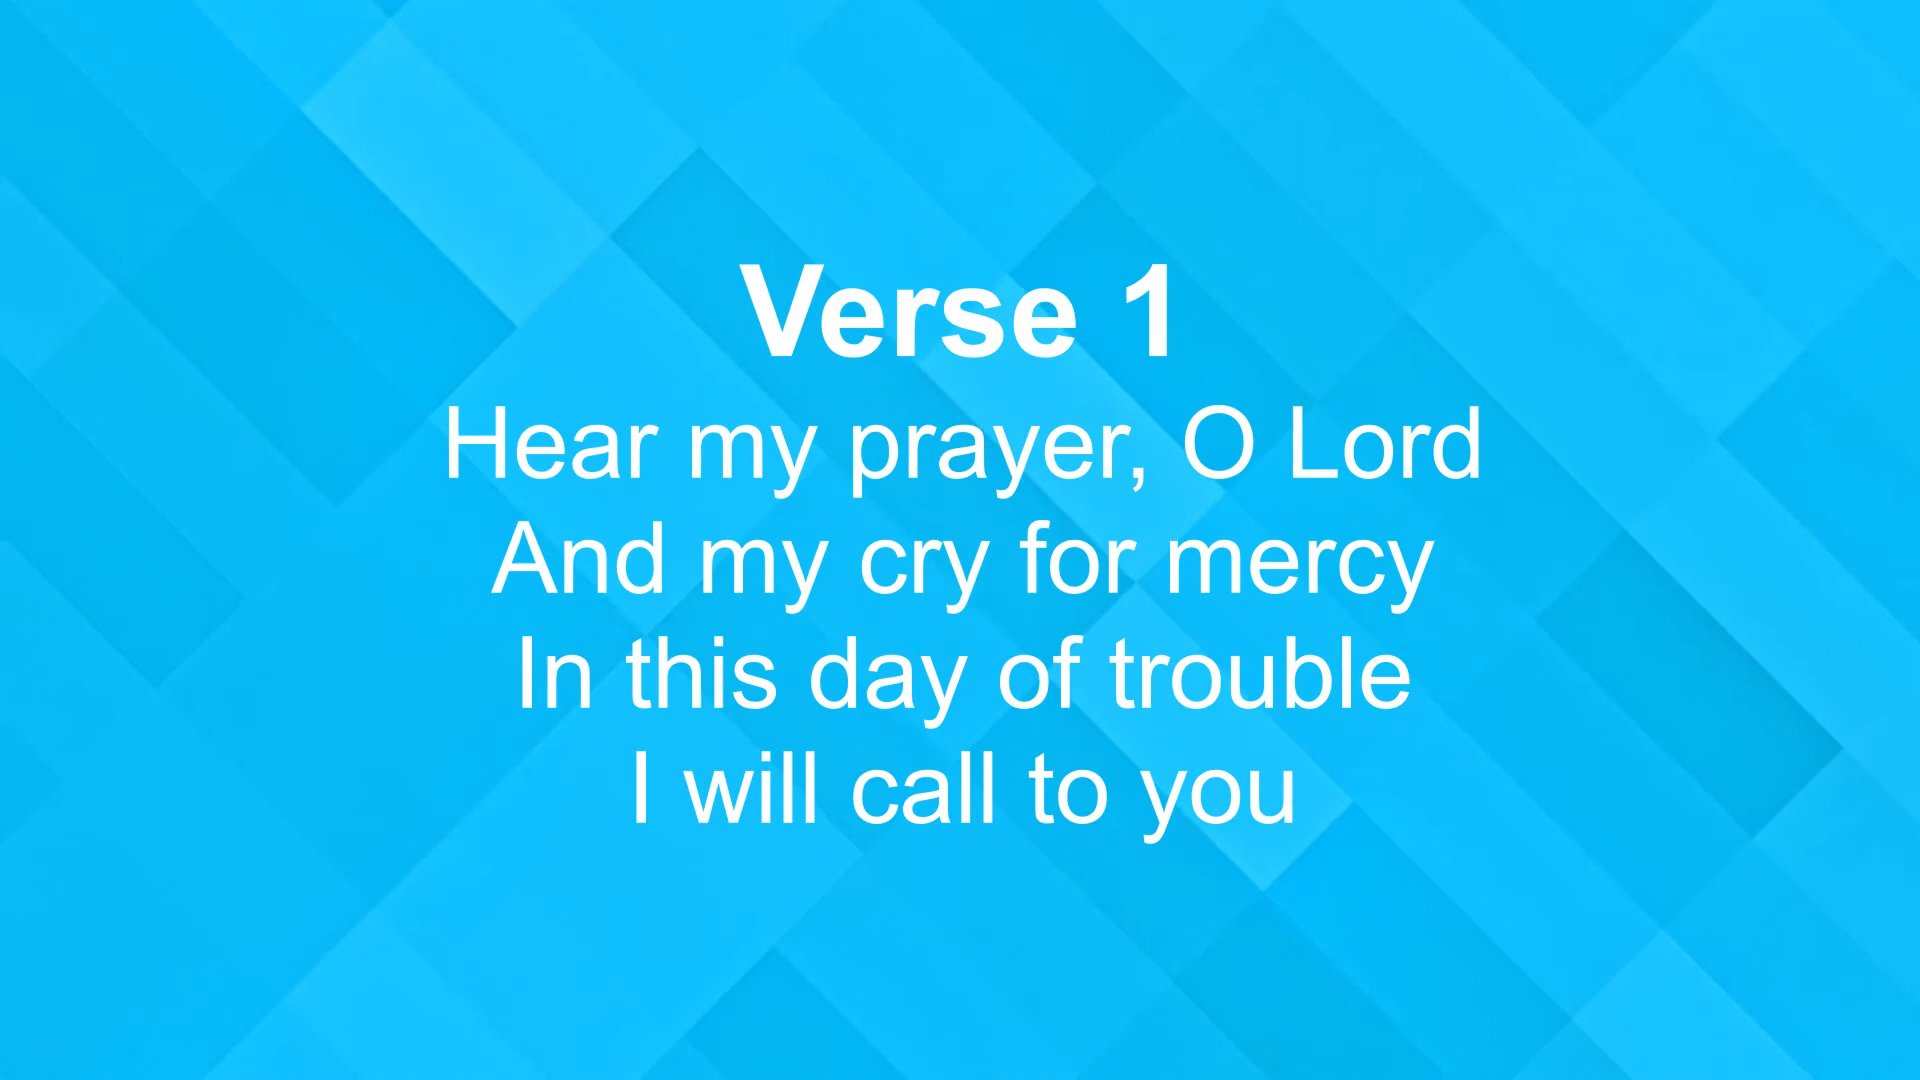 Verse 1
Hear my prayer, O Lord
And my cry for mercy
In this day of trouble
I will call to you